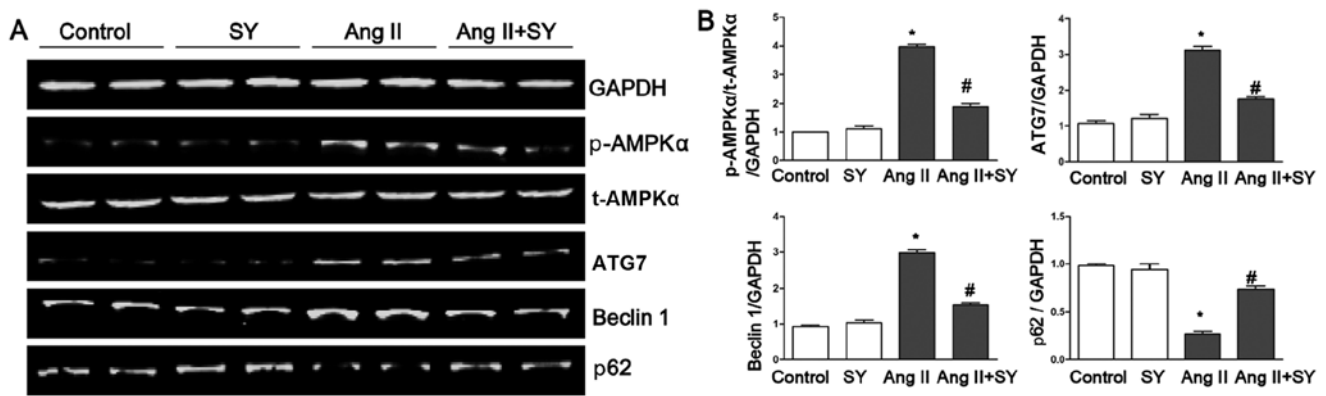 A
Control SY Ang II Ang II+SY
GAPDH
p-AMPKα
t-AMPKα
ATG7
Beclin 1
p62
B
p-AMPKα/t-AMPKα
/GAPDH
5
4
3
2
1
0
*
#
Control SY Ang II Ang II+SY
ATG7/GAPDH
4
3
2
1
0
*
#
Control SY Ang II Ang II+SY
Beclin 1/GAPDH
4
3
2
1
0
*
#
Control SY Ang II Ang II+SY
p62 / GAPDH
1.5
1.0
0.5
0.0
*
#
Control SY Ang II Ang II+SY